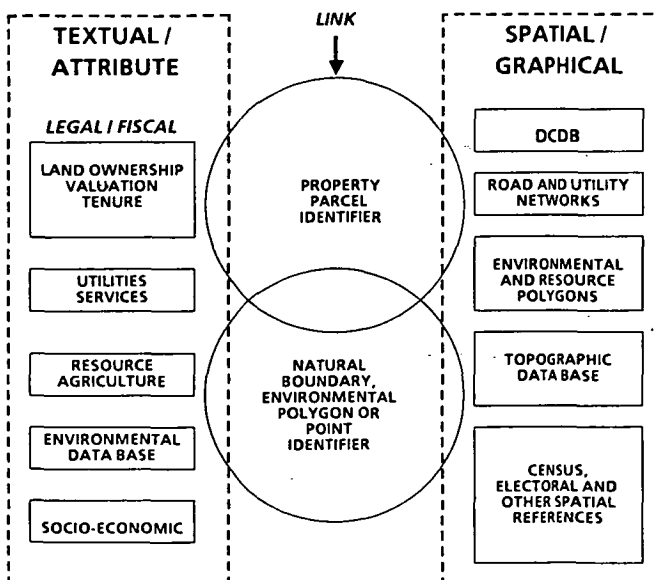 TEXTUAL /
ATTRIBUTE
LEGAL / FISCAL
LAND OWNERSHIP
VALUATION
TENURE
UTILITIES
SERVICES
RESOURCE
AGRICULTURE
ENVIRONMENTAL
DATA BASE
SOCIO-ECONOMIC
LINK
PROPERTY
PARCEL
IDENTIFIER
NATURAL
BOUNDARY,
ENVIRONMENTAL
POLYGON OR
POINT
IDENTIFIER
SPATIAL /
GRAPHICAL
DCDB
ROAD AND UTILITY
NETWORKS
ENVIRONMENTAL
AND RESOURCE
POLYGONS
TOPOGRAPHIC
DATA BASE
CENSUS,
ELECTORAL AND
OTHER SPATIAL
REFERENCES